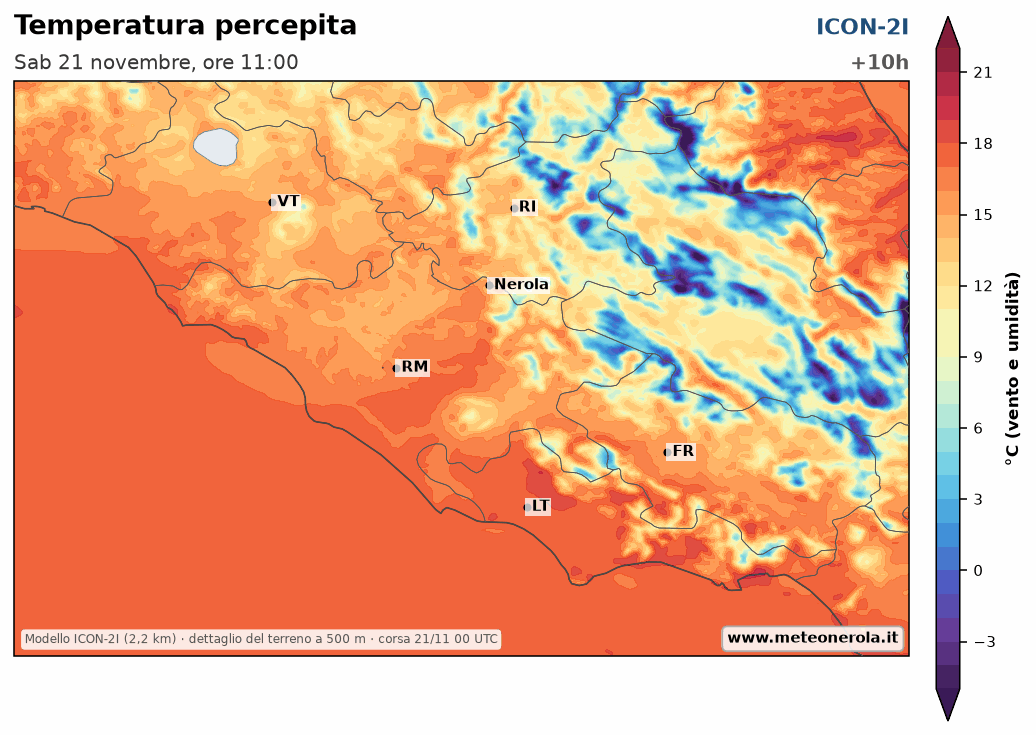 Temperatura percepita
ICON-2I
Sab 21 novembre, ore 11:00
+10h
VT
RI
Nerola
RM
FR
LT
Modello ICON-2I (2,2 km) · dettaglio del terreno a 500 m · corsa 21/11 00 UTC
www.meteonerola.it
21
18
15
12
9
6
3
0
−3
°C (vento e umidità)